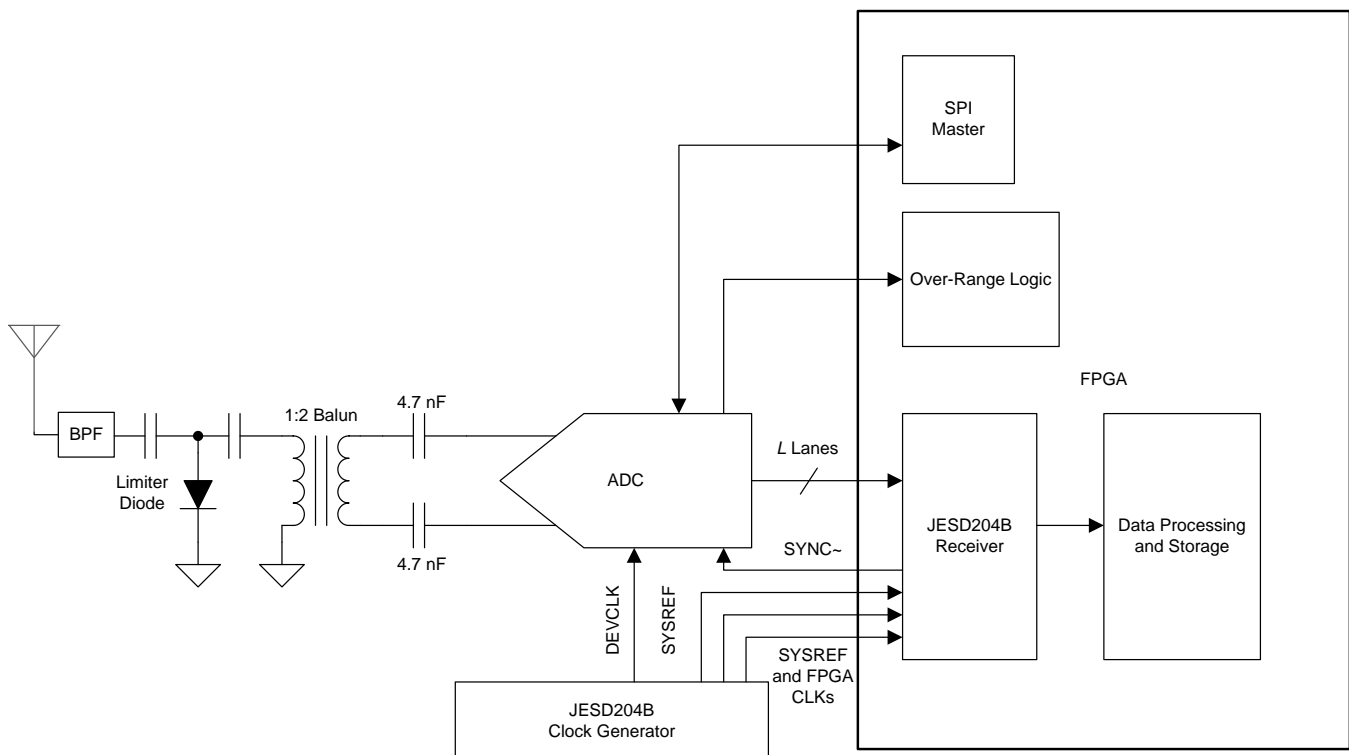 SPI
Master
Over-Range Logic
FPGA
BPF
Limiter
Diode
1:2 Balun
4.7 nF
4.7 nF
ADC
L Lanes
SYNC~
JESD204B
Receiver
Data Processing
and Storage
DEVCLK
SYSREF
SYSREF
and FPGA
CLKs
JESD204B
Clock Generator